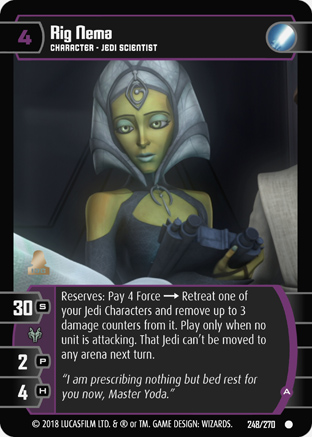 4
Rig Nema
CHARACTER - JEDI SCIENTIST
30 S
2 P
4 H
Reserves: Pay 4 Force → Retreat one of
your Jedi Characters and remove up to 3
damage counters from it. Play only when no
unit is attacking. That Jedi can't be moved to
any arena next turn.
"I am prescribing nothing but bed rest for
you now, Master Yoda."
A
© 2018 LUCASFILM LTD. & ® or TM. GAME DESIGN: WIZARDS. 248/270